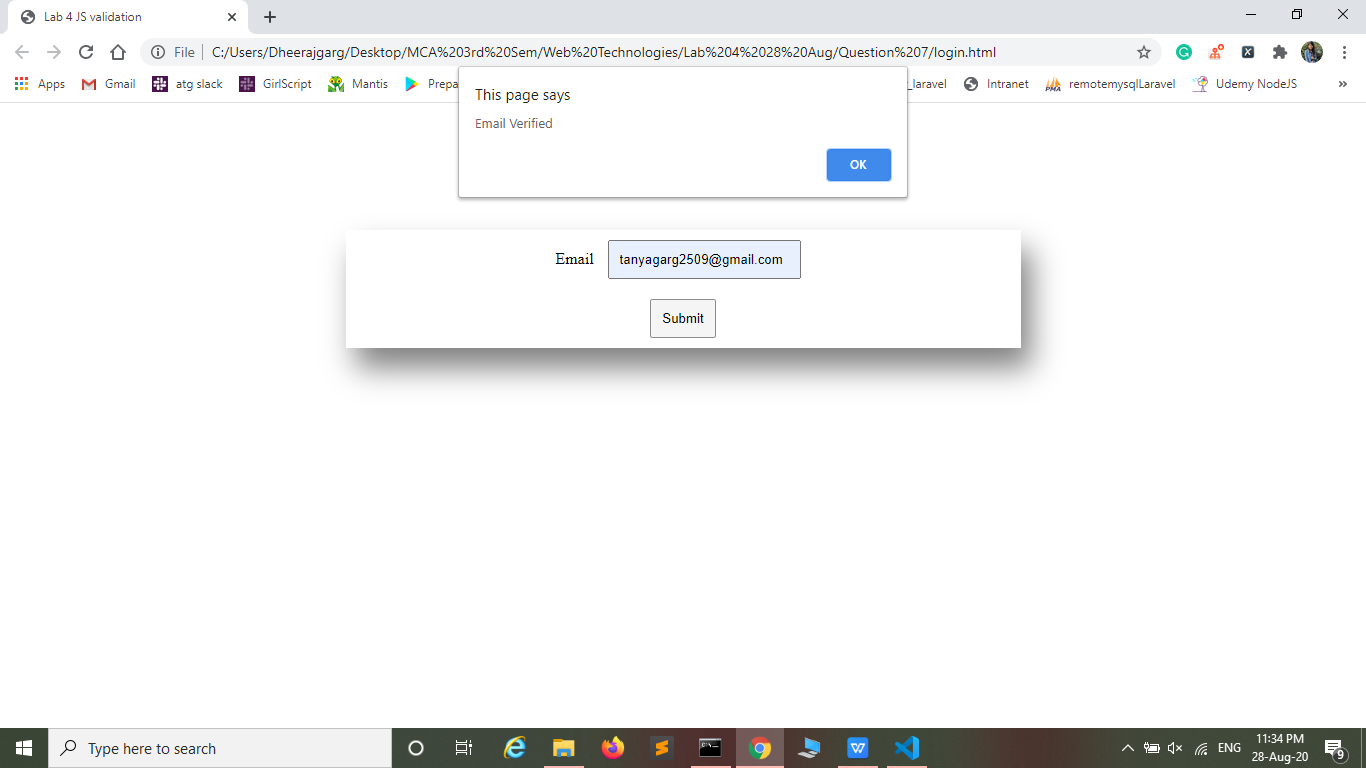 Lab 4 JS validation
File C:/Users/Dheerajgarg/Desktop/MCA%203rd%20Sem/Web%20Technologies/Lab%204%2028%20Aug/Question%207/login.html
Apps Gmail atg slack GirlScript Mantis Prepa _laravel Intranet remotemysqlLaravel Udemy NodeJS »
This page says
Email Verified
OK
Email tanyagarg2509@gmail.com
Submit
Type here to search
ENG
11:34 PM
28-Aug-20
9